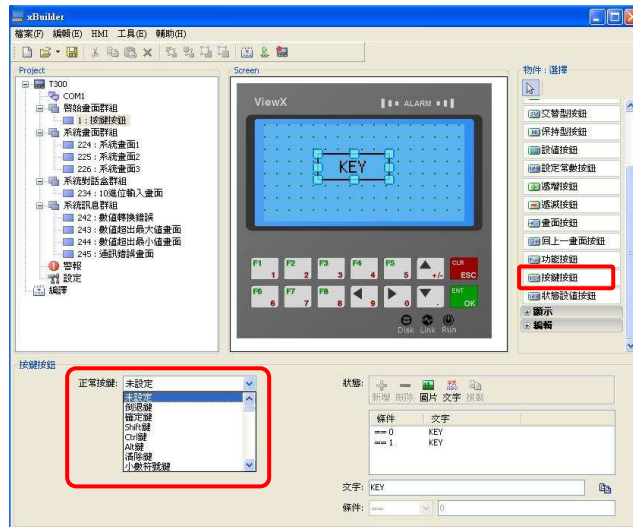 xBuilder
檔案(F) 編輯(E) HMI 工具(E) 輔助(H)
Project
T300
COM1
啓始畫面群組
1 : 按鍵按鈕
系統畫面群組
224 : 系統畫面1
225 : 系統畫面2
226 : 系統畫面3
系統對話盒群組
234 : 10進位輸入畫面
系統訊息群組
242 : 數值轉換錯誤
243 : 數值超出最大值畫面
244 : 數值超出最小值畫面
245 : 通訊錯誤畫面
警報
設定
編譯
Screen
ViewX
ALARM
KEY
F1 1
F2 2
F3 3
F4 4
F5 5
+/-
CLR ESC
F6 6
F7 7
F8 8
9
0
.
ENT OK
Disk Link Run
物件 : 選擇
交替型按鈕
保持型按鈕
設值按鈕
設定常數按鈕
遞增按鈕
遞減按鈕
畫面按鈕
回上一畫面按鈕
功能按鈕
按鍵按鈕
狀態設值按鈕
顯示
編輯
按鍵按鈕
正常按鍵: 未設定
未設定
倒退鍵
確定鍵
Shift鍵
Ctrl鍵
Alt鍵
清除鍵
小數符號鍵
狀態:
新增 刪除 圖片 文字 複製
條件 文字
== 0 KEY
== 1 KEY
文字: KEY
條件: == 0